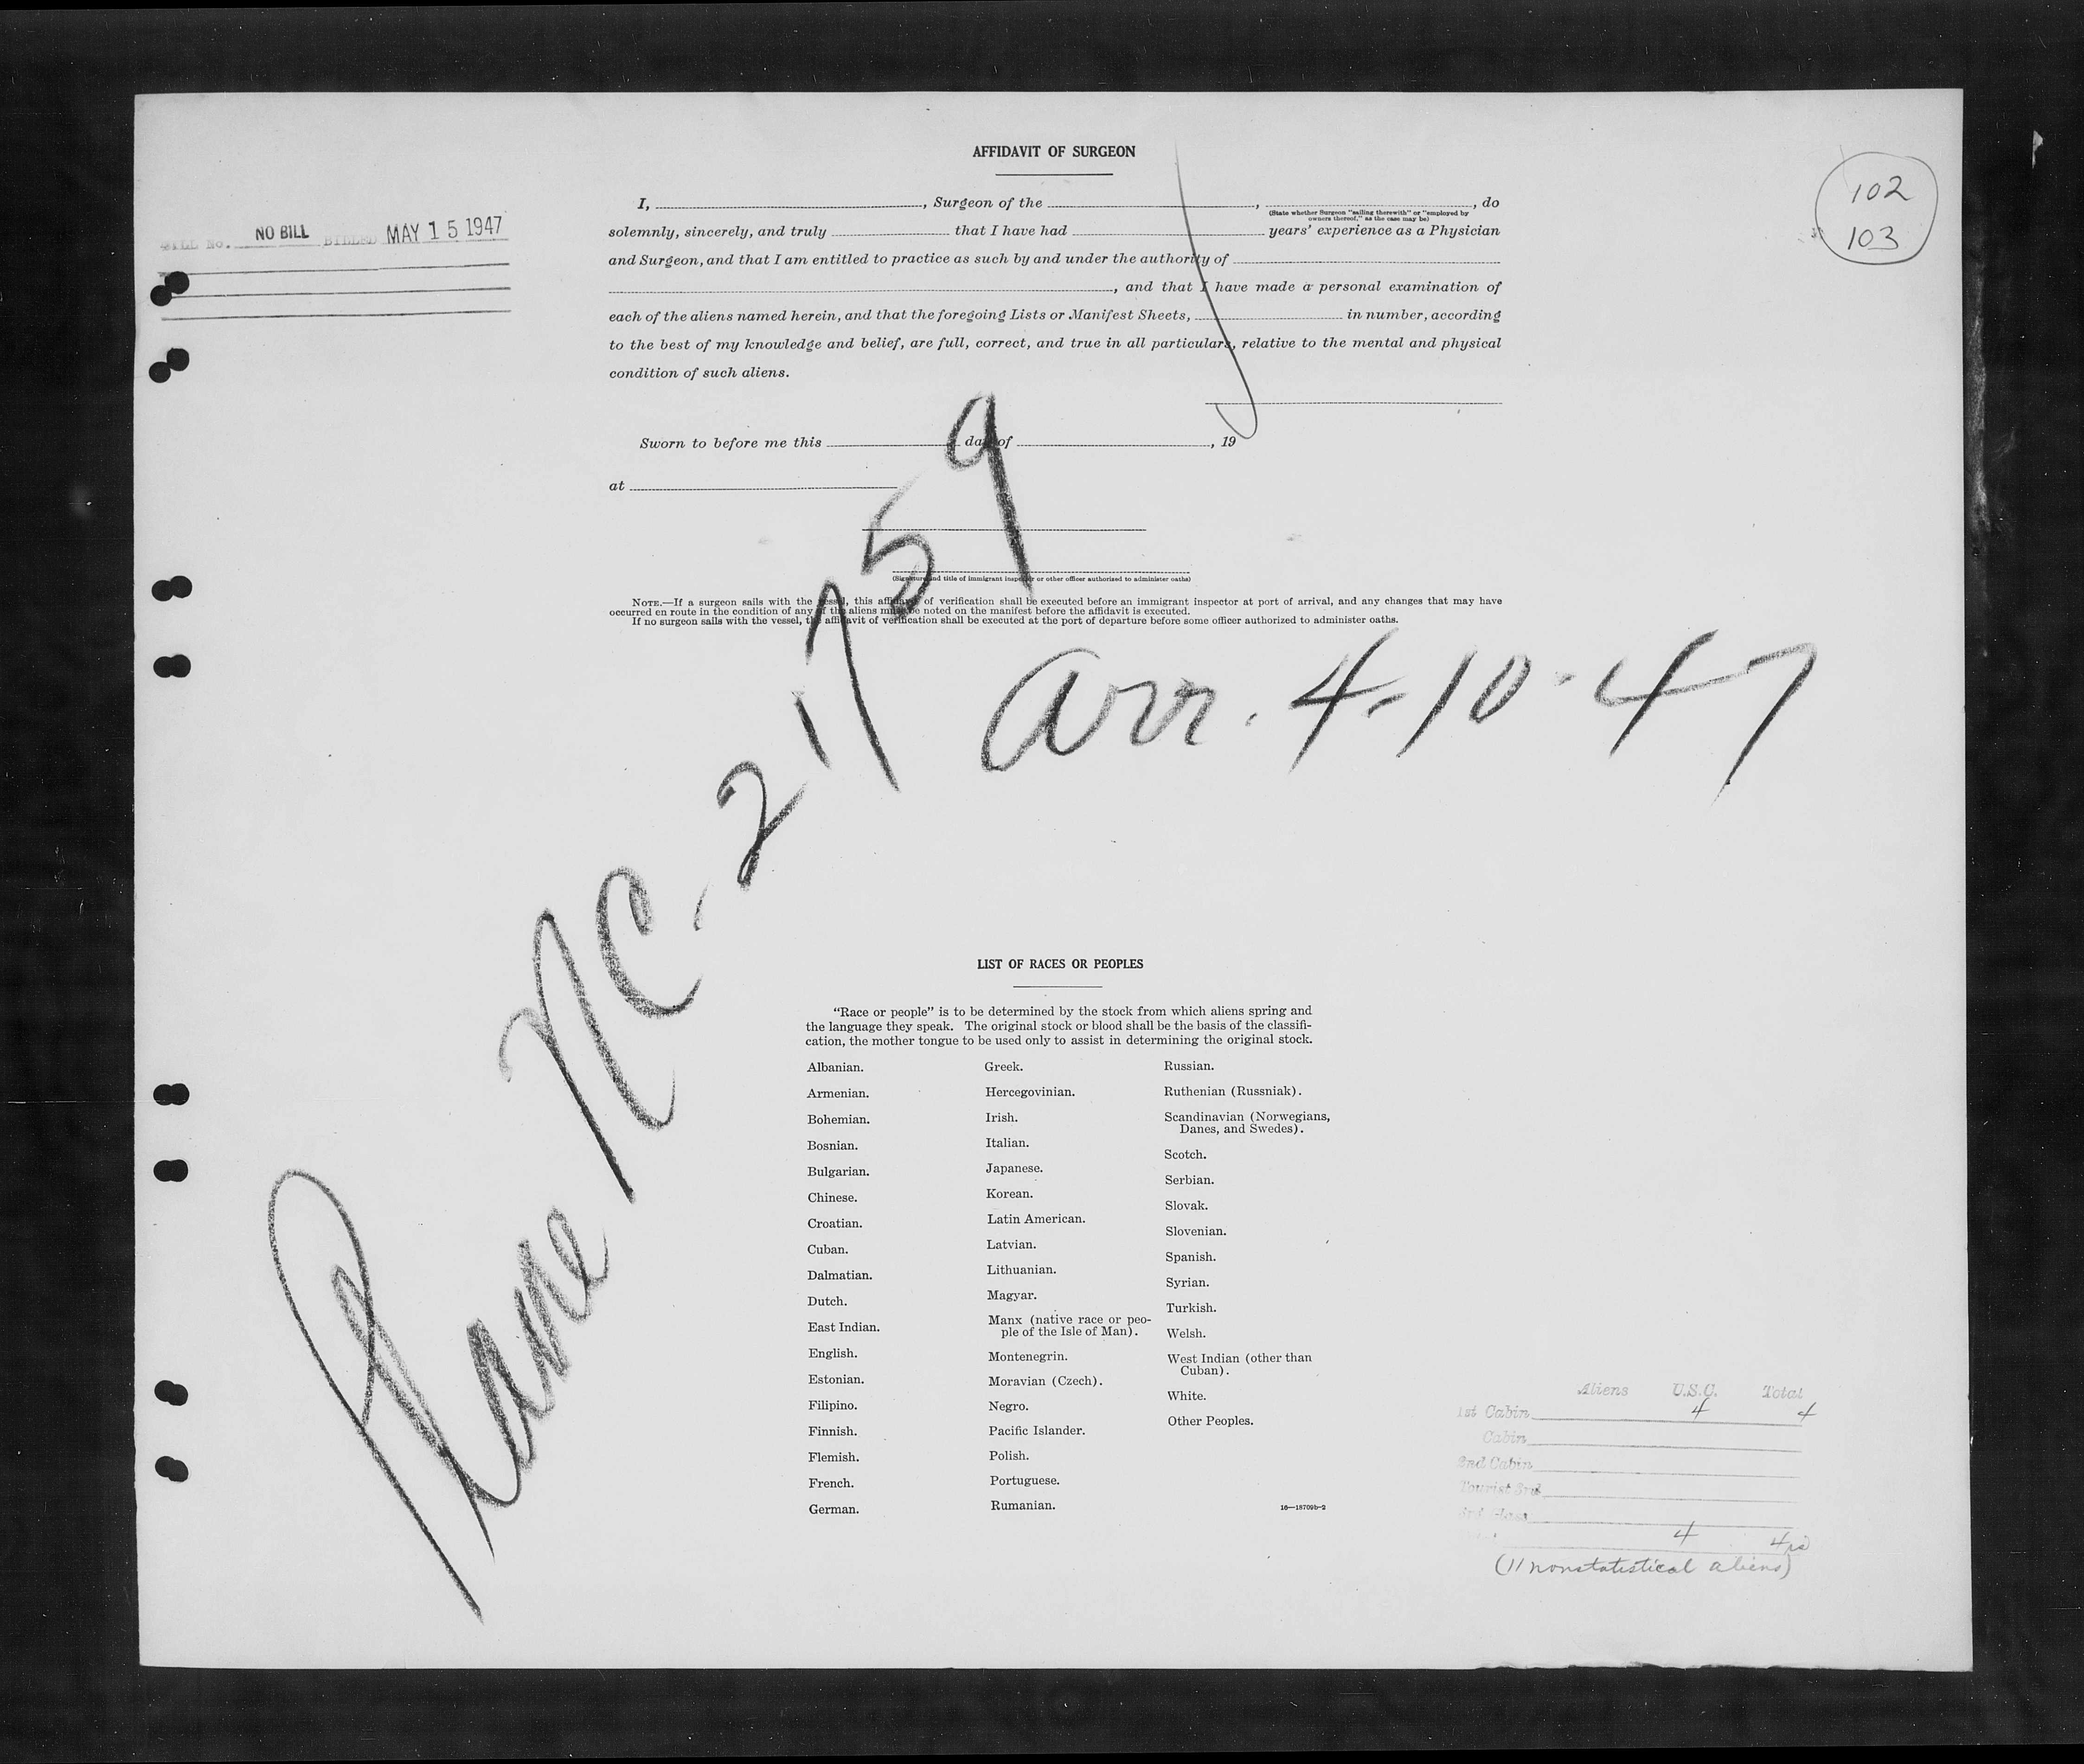 AFFIDAVIT OF SURGEON
102
103
BILL No. NO BILL BILLED MAY 15 1947
I, , Surgeon of the , , do
(State whether Surgeon "sailing therewith" or "employed by
owners thereof," as the case may be)
solemnly, sincerely, and truly that I have had years' experience as a Physician
and Surgeon, and that I am entitled to practice as such by and under the authority of
, and that I have made a personal examination of
each of the aliens named herein, and that the foregoing Lists or Manifest Sheets, in number, according
to the best of my knowledge and belief, are full, correct, and true in all particulars, relative to the mental and physical
condition of such aliens.
Sworn to before me this day of , 19
at
(Signature and title of immigrant inspector or other officer authorized to administer oaths)
NOTE.—If a surgeon sails with the vessel, this affidavit of verification shall be executed before an immigrant inspector at port of arrival, and any changes that may have
occurred en route in the condition of any of the aliens must be noted on the manifest before the affidavit is executed.
If no surgeon sails with the vessel, the affidavit of verification shall be executed at the port of departure before some officer authorized to administer oaths.
Plane NC-21759
arr. 4-10-47
LIST OF RACES OR PEOPLES
"Race or people" is to be determined by the stock from which aliens spring and
the language they speak. The original stock or blood shall be the basis of the classifi-
cation, the mother tongue to be used only to assist in determining the original stock.
Albanian.
Armenian.
Bohemian.
Bosnian.
Bulgarian.
Chinese.
Croatian.
Cuban.
Dalmatian.
Dutch.
East Indian.
English.
Estonian.
Filipino.
Finnish.
Flemish.
French.
German.
Greek.
Hercegovinian.
Irish.
Italian.
Japanese.
Korean.
Latin American.
Latvian.
Lithuanian.
Magyar.
Manx (native race or peo-
ple of the Isle of Man).
Montenegrin.
Moravian (Czech).
Negro.
Pacific Islander.
Polish.
Portuguese.
Rumanian.
Russian.
Ruthenian (Russniak).
Scandinavian (Norwegians,
Danes, and Swedes).
Scotch.
Serbian.
Slovak.
Slovenian.
Spanish.
Syrian.
Turkish.
Welsh.
West Indian (other than
Cuban).
White.
Other Peoples.
16—18709b-2
Aliens U.S.C. Total
1st Cabin 4 4
Cabin
2nd Cabin
Tourist 3rd
3rd Class
4 4
(11 nonstatistical aliens)